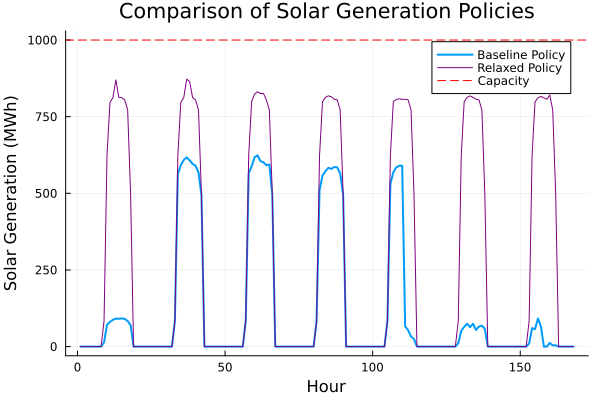 Comparison of Solar Generation Policies
Solar Generation (MWh)
1000
750
500
250
0
Baseline Policy
Relaxed Policy
Capacity
0
50
100
150
Hour